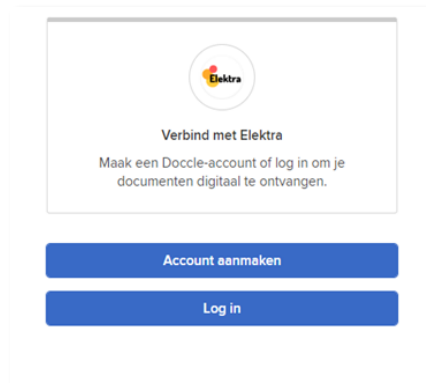 Elektra
Verbind met Elektra
Maak een Doccle-account of log in om je
documenten digitaal te ontvangen.
Account aanmaken
Log in